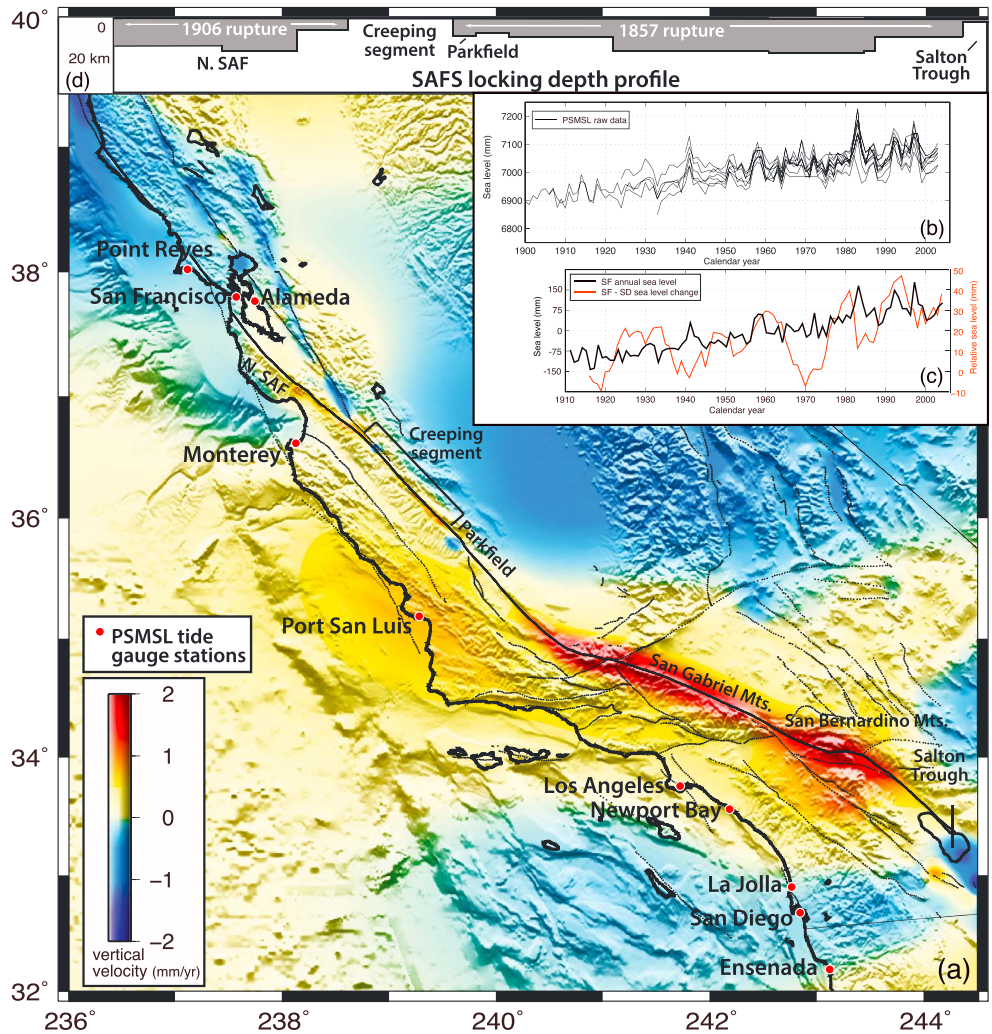 40°
0
20 km
(d)
1906 rupture
N. SAF
Creeping
segment
Parkfield
1857 rupture
Salton
Trough
SAFS locking depth profile
7200
7100
7000
6900
6800
Sea level (mm)
PSMSL raw data
(b)
1900 1910 1920 1930 1940 1950 1960 1970 1980 1990 2000
Calendar year
150
75
0
-75
-150
Sea level (mm)
SF annual sea level
SF - SD sea level change
50
40
30
20
10
0
-10
Relative sea level (mm)
(c)
1910 1920 1930 1940 1950 1960 1970 1980 1990 2000
Calendar year
38°
Point Reyes
San Francisco
Alameda
N. SAF
Monterey
Creeping
segment
36°
Parkfield
Port San Luis
San Gabriel Mts.
San Bernardino Mts.
Salton
Trough
34°
Los Angeles
Newport Bay
La Jolla
San Diego
Ensenada
(a)
PSMSL tide
gauge stations
2
1
0
−1
−2
vertical
velocity (mm/yr)
32°
236° 238° 240° 242° 244°